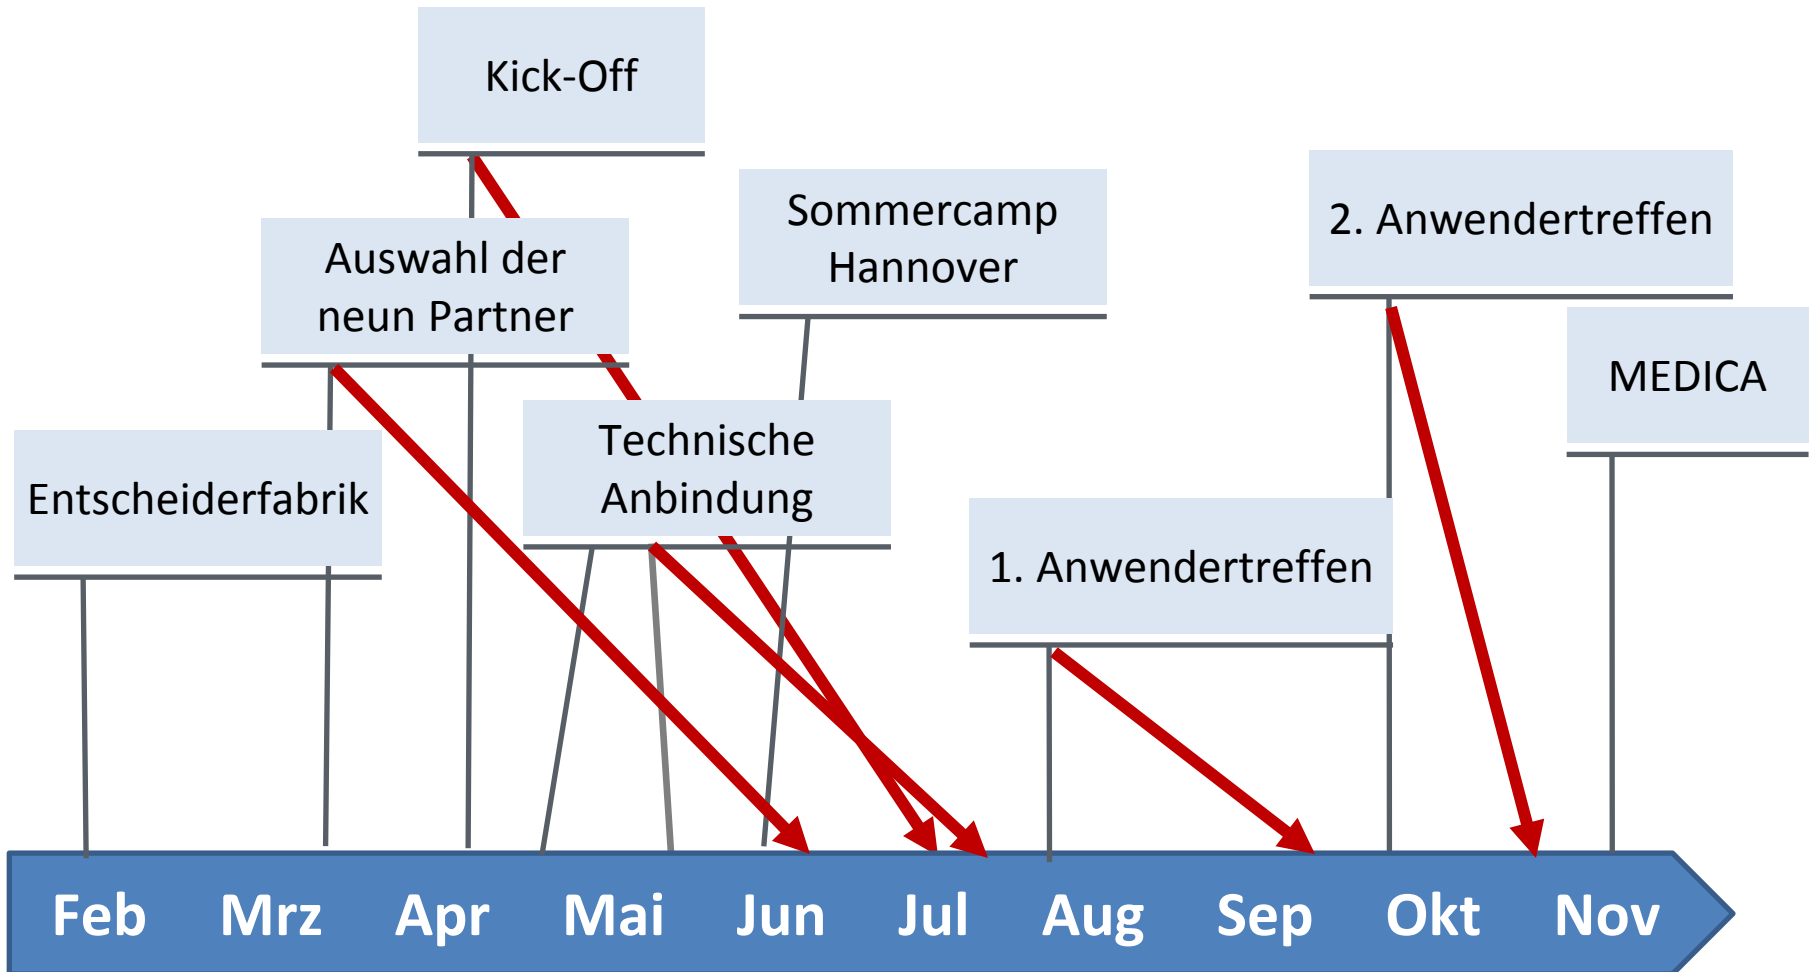 Kick-Off
Auswahl der
neun Partner
Sommercamp
Hannover
2. Anwendertreffen
MEDICA
Entscheiderfabrik
Technische
Anbindung
1. Anwendertreffen
Feb Mrz Apr Mai Jun Jul Aug Sep Okt Nov